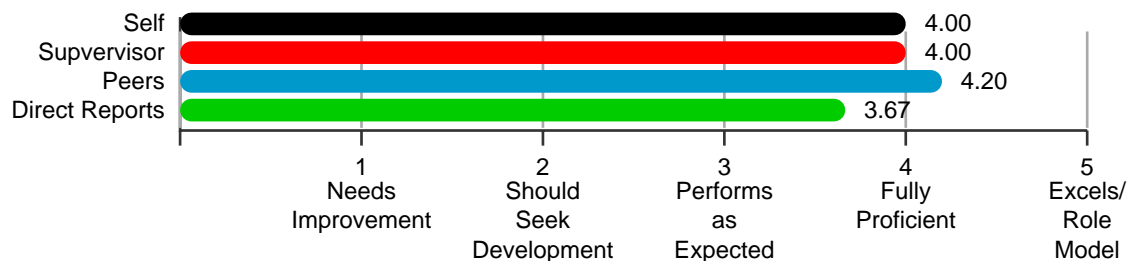 Self 4.00
Supvervisor 4.00
Peers 4.20
Direct Reports 3.67
1 2 3 4 5
Needs Should Performs Fully Excels/
Improvement Seek as Proficient Role
Development Expected Model